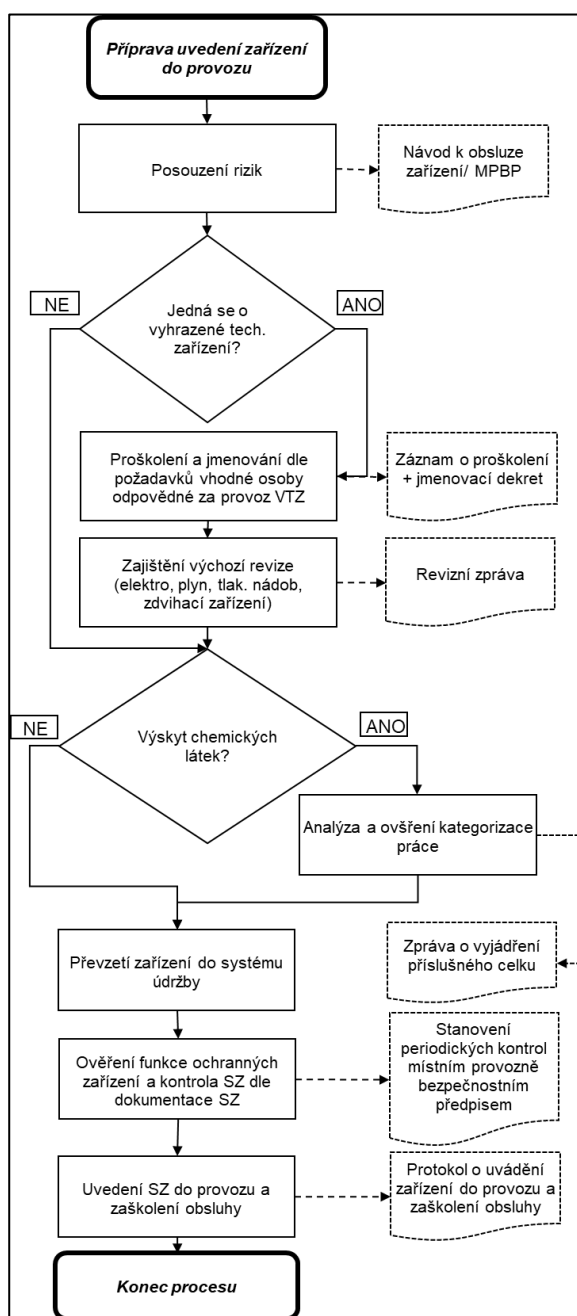 Příprava uvedení zařízení
do provozu
Posouzení rizik
Návod k obsluze
zařízení/ MPBP
NE
Jedná se o
vyhrazené tech.
zařízení?
ANO
Proškolení a jmenování dle
požadavků vhodné osoby
odpovědné za provoz VTZ
Záznam o proškolení
+ jmenovací dekret
Zajištění výchozí revize
(elektro, plyn, tlak. nádob,
zdvihací zařízení)
Revizní zpráva
NE
Výskyt chemických
látek?
ANO
Analýza a ovšření kategorizace
práce
Převzetí zařízení do systému
údržby
Zpráva o vyjádření
příslušného celku
Ověření funkce ochranných
zařízení a kontrola SZ dle
dokumentace SZ
Stanovení
periodických kontrol
místním provozně
bezpečnostním
předpisem
Uvedení SZ do provozu a
zaškolení obsluhy
Protokol o uvádění
zařízení do provozu a
zaškolení obsluhy
Konec procesu